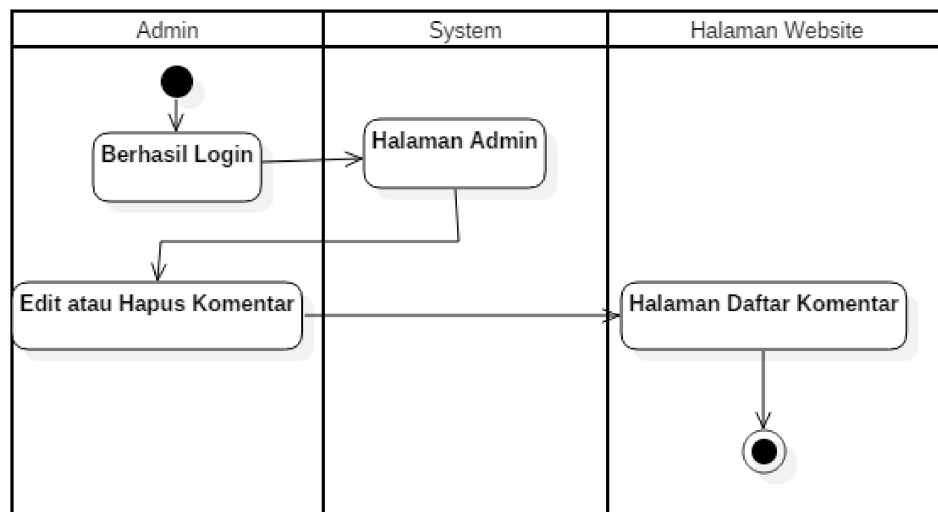 Admin
System
Halaman Website
Berhasil Login
Halaman Admin
Edit atau Hapus Komentar
Halaman Daftar Komentar